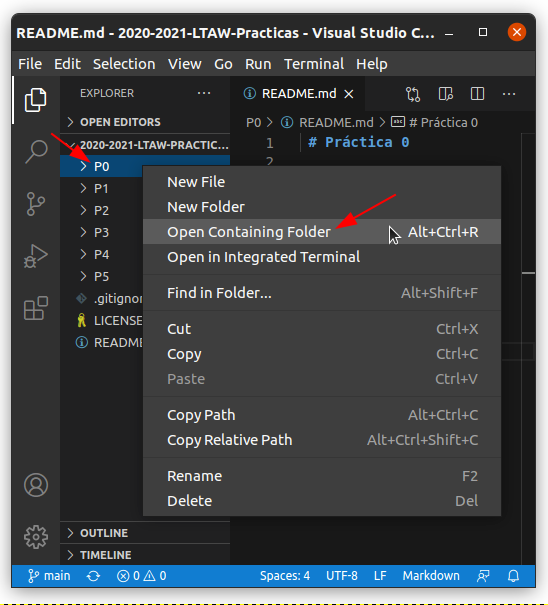 README.md - 2020-2021-LTAW-Practicas - Visual Studio C...
File Edit Selection View Go Run Terminal Help
EXPLORER ...
README.md
OPEN EDITORS
P0 > README.md > # Práctica 0
2020-2021-LTAW-PRACTIC...
1 # Práctica 0
2
P0
P1
P2
P3
P4
P5
.gitignor
LICENSE
README
New File
New Folder
Open Containing Folder Alt+Ctrl+R
Open in Integrated Terminal
Find in Folder... Alt+Shift+F
Cut Ctrl+X
Copy Ctrl+C
Paste Ctrl+V
Copy Path Alt+Ctrl+C
Copy Relative Path Alt+Ctrl+Shift+C
Rename F2
Delete Del
OUTLINE
TIMELINE
main 0 0 Spaces: 4 UTF-8 LF Markdown